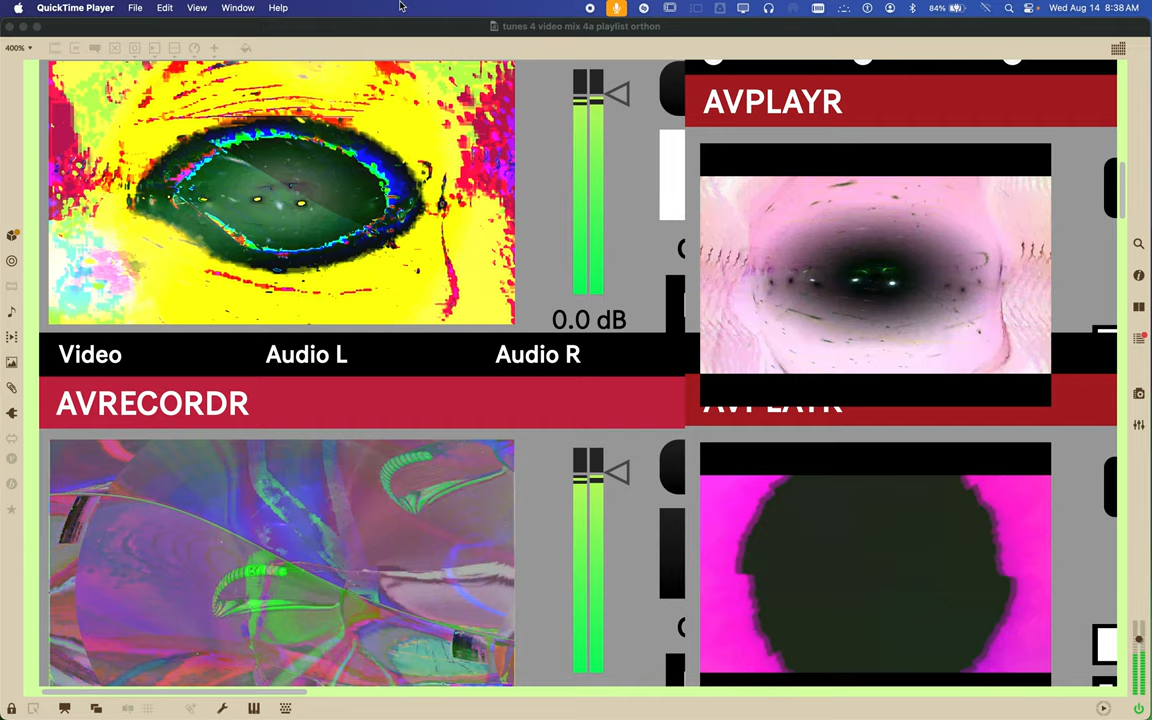 QuickTime Player File Edit View Window Help 84% Wed Aug 14 8:38 AM
tunes 4 video mix 4a playlist orthon
400%
AVPLAYR
0.0 dB
Video Audio L Audio R
AVRECORDR
AVPLAYR